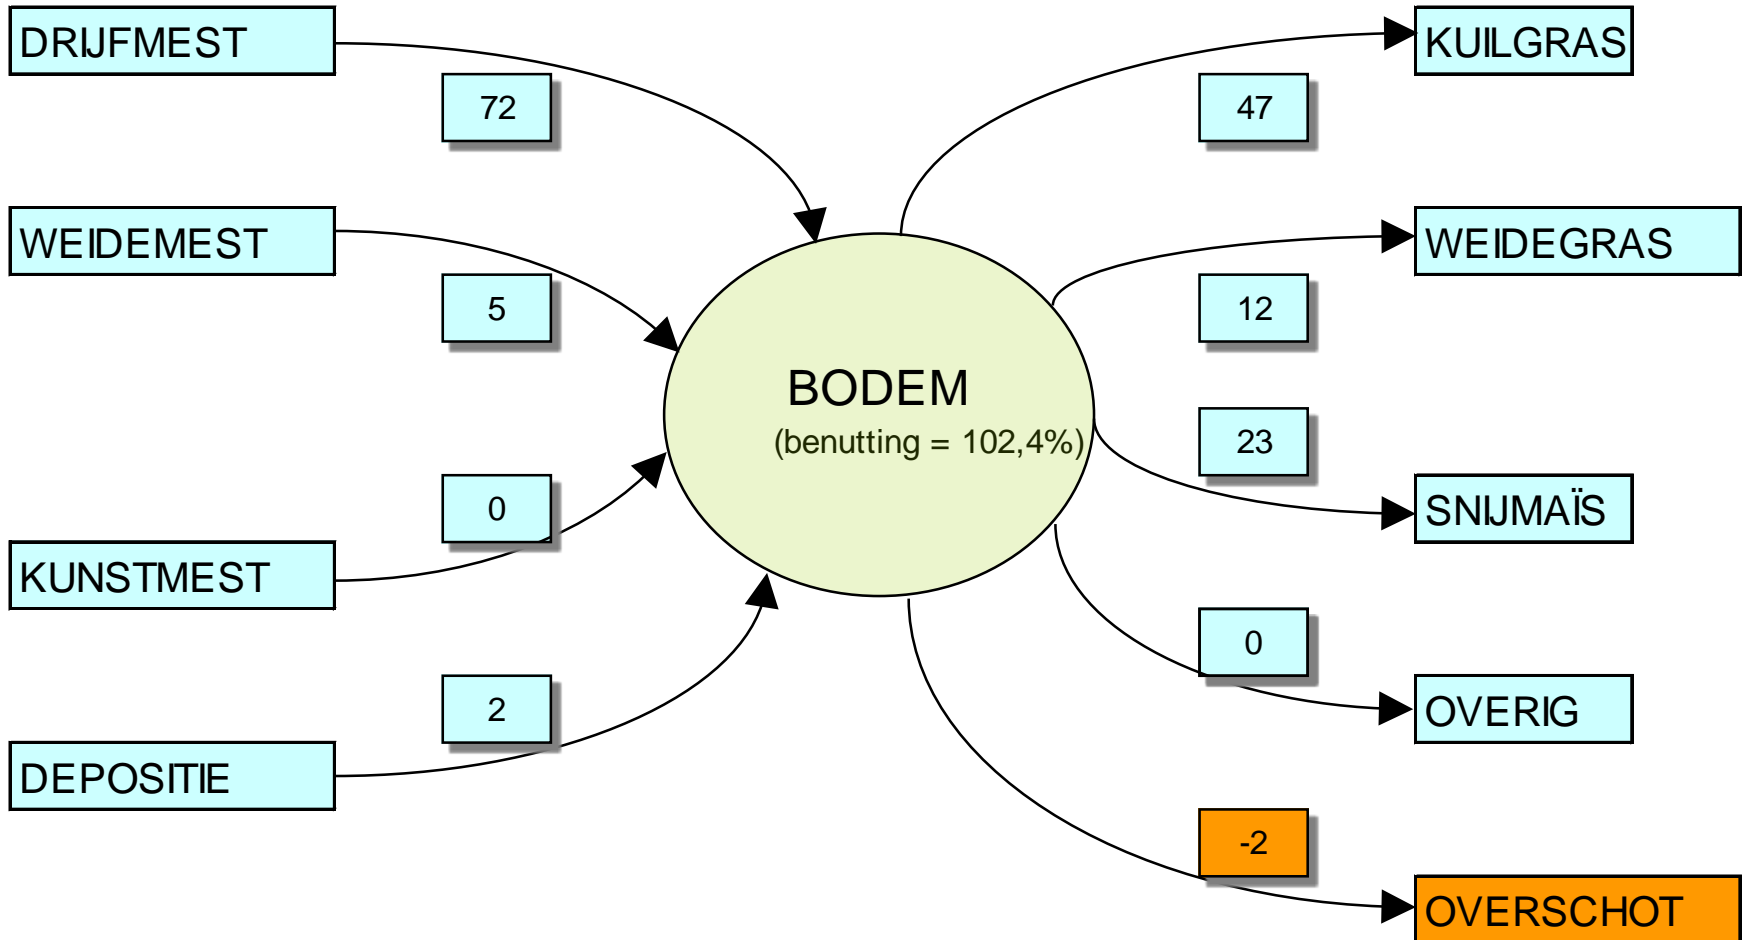 DRIJFMEST
72
47
KUILGRAS
WEIDEMEST
5
12
WEIDEGRAS
BODEM
(benutting = 102,4%)
23
KUNSTMEST
0
SNIJMAÏS
0
OVERIG
DEPOSITIE
2
-2
OVERSCHOT